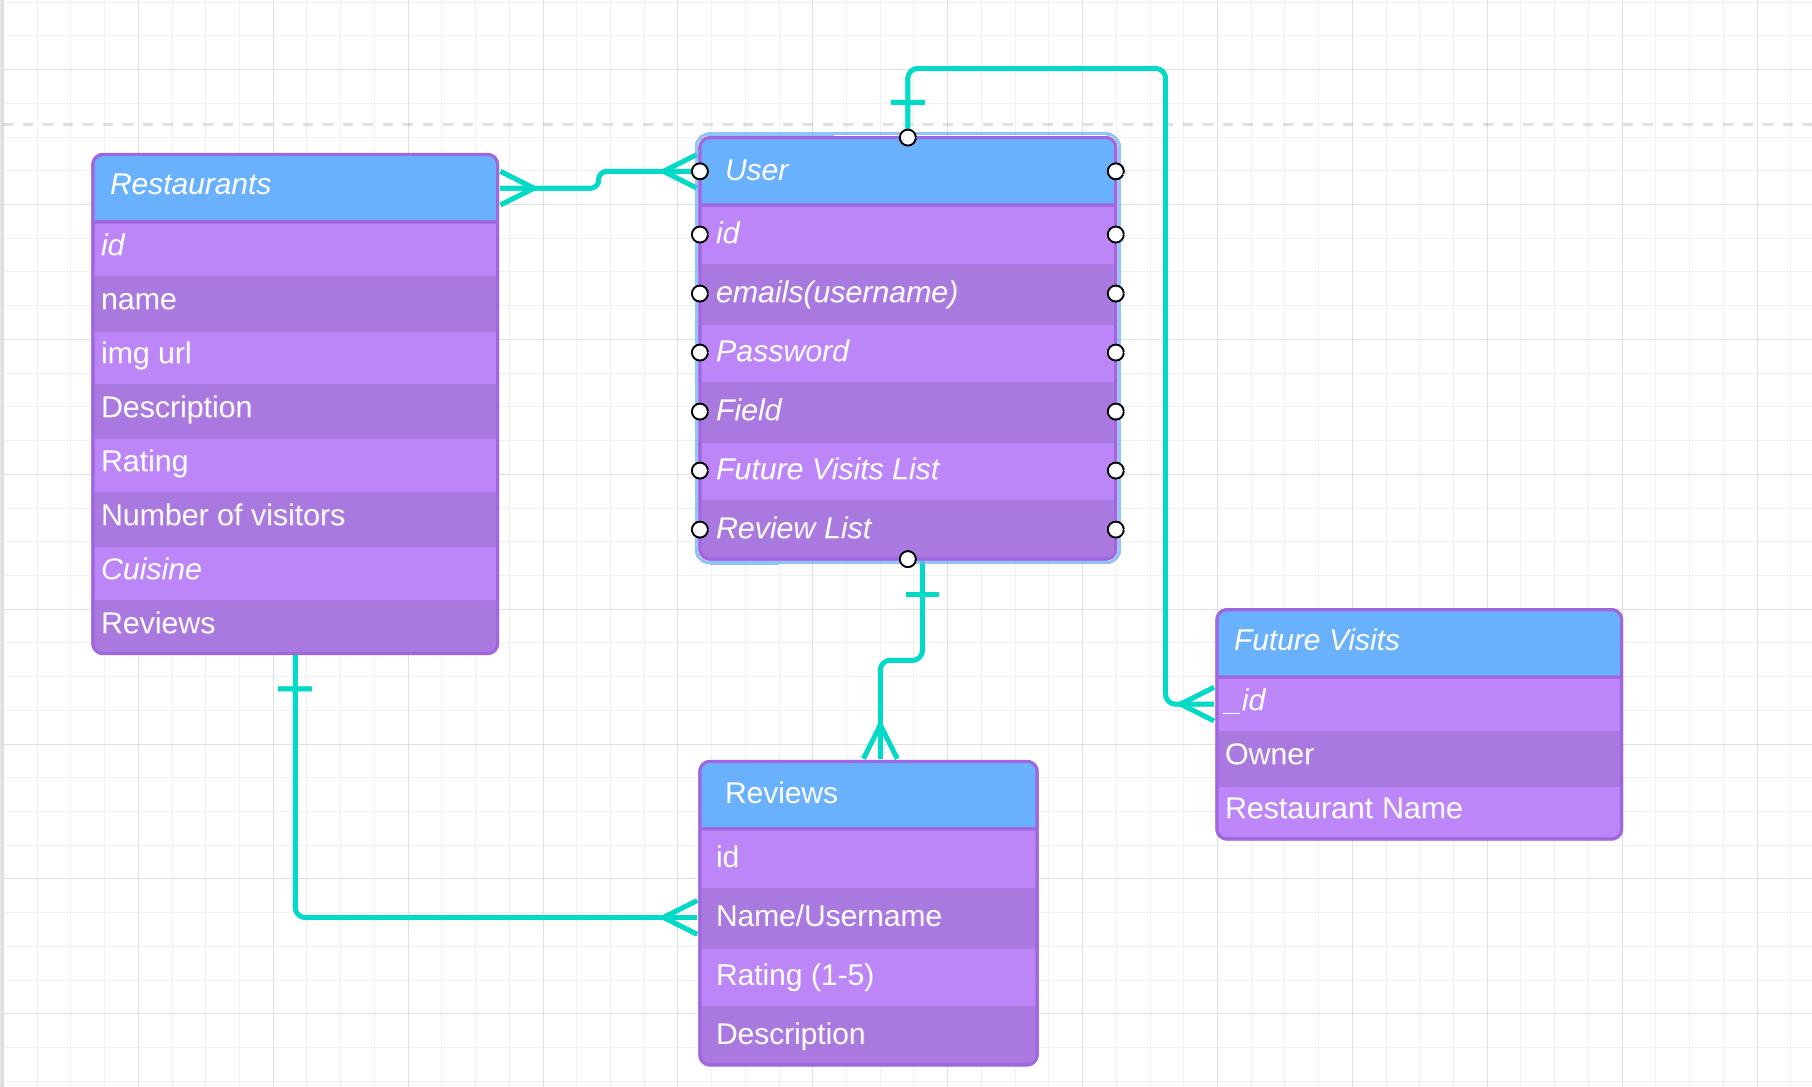 Restaurants
id
name
img url
Description
Rating
Number of visitors
Cuisine
Reviews
User
id
emails(username)
Password
Field
Future Visits List
Review List
Reviews
id
Name/Username
Rating (1-5)
Description
Future Visits
_id
Owner
Restaurant Name